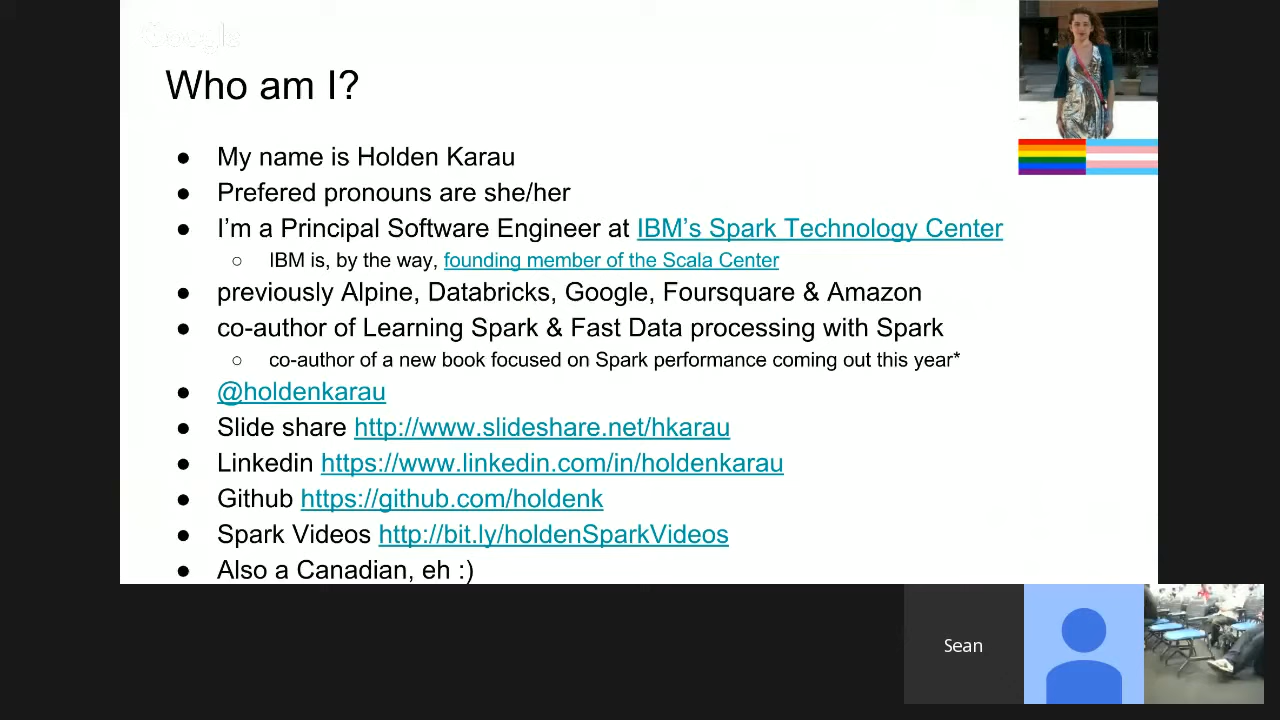 Google
Who am I?
● My name is Holden Karau
● Prefered pronouns are she/her
● I’m a Principal Software Engineer at IBM’s Spark Technology Center
○ IBM is, by the way, founding member of the Scala Center
● previously Alpine, Databricks, Google, Foursquare & Amazon
● co-author of Learning Spark & Fast Data processing with Spark
○ co-author of a new book focused on Spark performance coming out this year*
● @holdenkarau
● Slide share http://www.slideshare.net/hkarau
● Linkedin https://www.linkedin.com/in/holdenkarau
● Github https://github.com/holdenk
● Spark Videos http://bit.ly/holdenSparkVideos
● Also a Canadian, eh :)
Sean